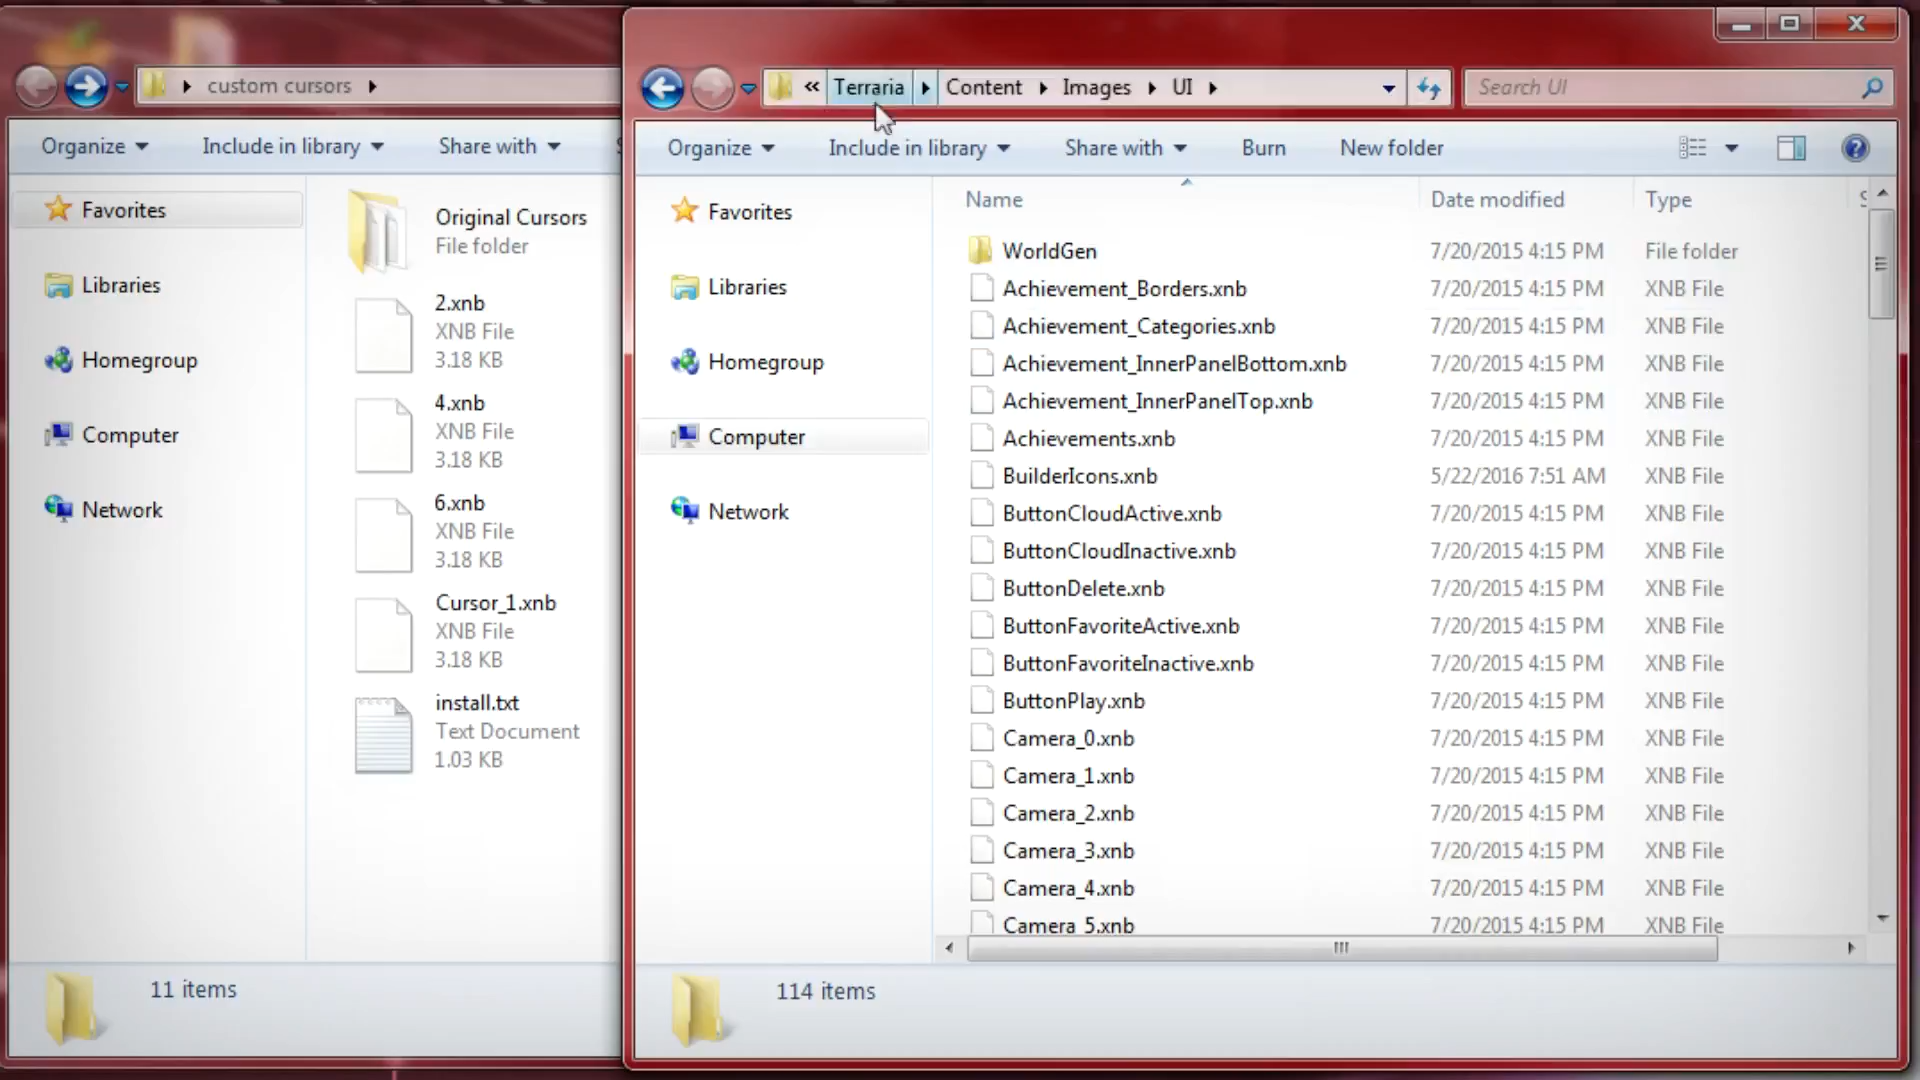 custom cursors
Organize
Include in library
Share with
Favorites
Libraries
Homegroup
Computer
Network
Original Cursors
File folder
2.xnb
XNB File
3.18 KB
4.xnb
XNB File
3.18 KB
6.xnb
XNB File
3.18 KB
Cursor_1.xnb
XNB File
3.18 KB
install.txt
Text Document
1.03 KB
11 items
« Terraria Content Images UI
Search UI
Organize
Include in library
Share with
Burn
New folder
Favorites
Libraries
Homegroup
Computer
Network
Name Date modified Type
WorldGen 7/20/2015 4:15 PM File folder
Achievement_Borders.xnb 7/20/2015 4:15 PM XNB File
Achievement_Categories.xnb 7/20/2015 4:15 PM XNB File
Achievement_InnerPanelBottom.xnb 7/20/2015 4:15 PM XNB File
Achievement_InnerPanelTop.xnb 7/20/2015 4:15 PM XNB File
Achievements.xnb 7/20/2015 4:15 PM XNB File
BuilderIcons.xnb 5/22/2016 7:51 AM XNB File
ButtonCloudActive.xnb 7/20/2015 4:15 PM XNB File
ButtonCloudInactive.xnb 7/20/2015 4:15 PM XNB File
ButtonDelete.xnb 7/20/2015 4:15 PM XNB File
ButtonFavoriteActive.xnb 7/20/2015 4:15 PM XNB File
ButtonFavoriteInactive.xnb 7/20/2015 4:15 PM XNB File
ButtonPlay.xnb 7/20/2015 4:15 PM XNB File
Camera_0.xnb 7/20/2015 4:15 PM XNB File
Camera_1.xnb 7/20/2015 4:15 PM XNB File
Camera_2.xnb 7/20/2015 4:15 PM XNB File
Camera_3.xnb 7/20/2015 4:15 PM XNB File
Camera_4.xnb 7/20/2015 4:15 PM XNB File
Camera_5.xnb 7/20/2015 4:15 PM XNB File
114 items